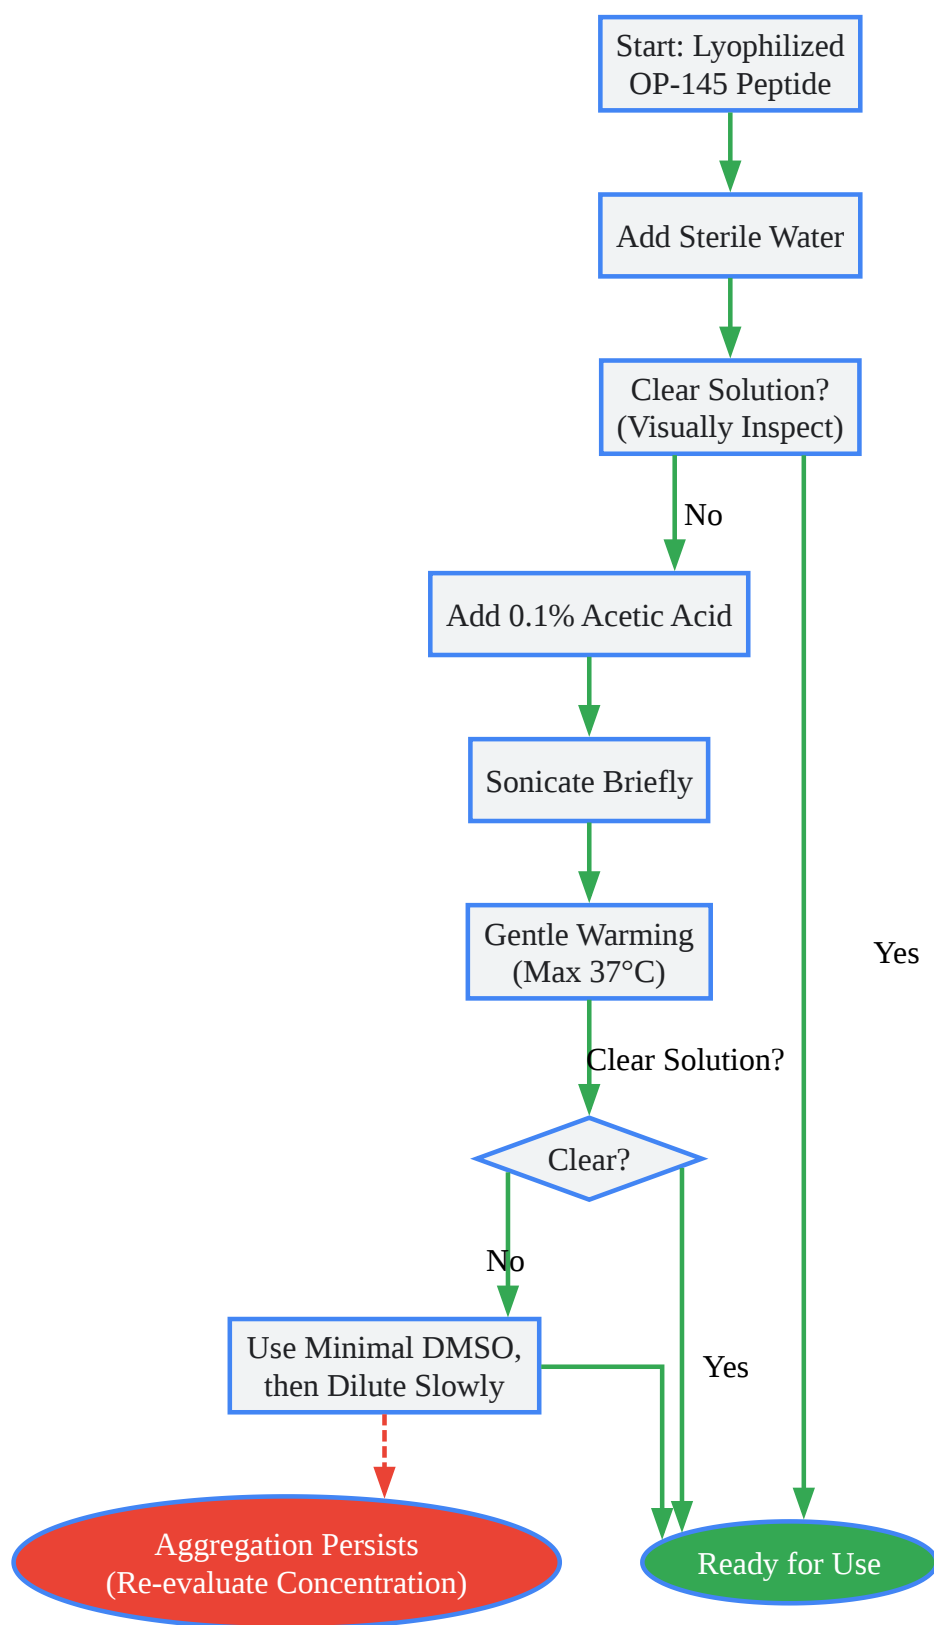 Start: Lyophilized
OP-145 Peptide
Add Sterile Water
Clear Solution?
(Visually Inspect)
No
Add 0.1% Acetic Acid
Sonicate Briefly
Gentle Warming
(Max 37°C)
Yes
Clear Solution?
Clear?
No
Use Minimal DMSO,
then Dilute Slowly
Yes
Aggregation Persists
(Re-evaluate Concentration)
Ready for Use